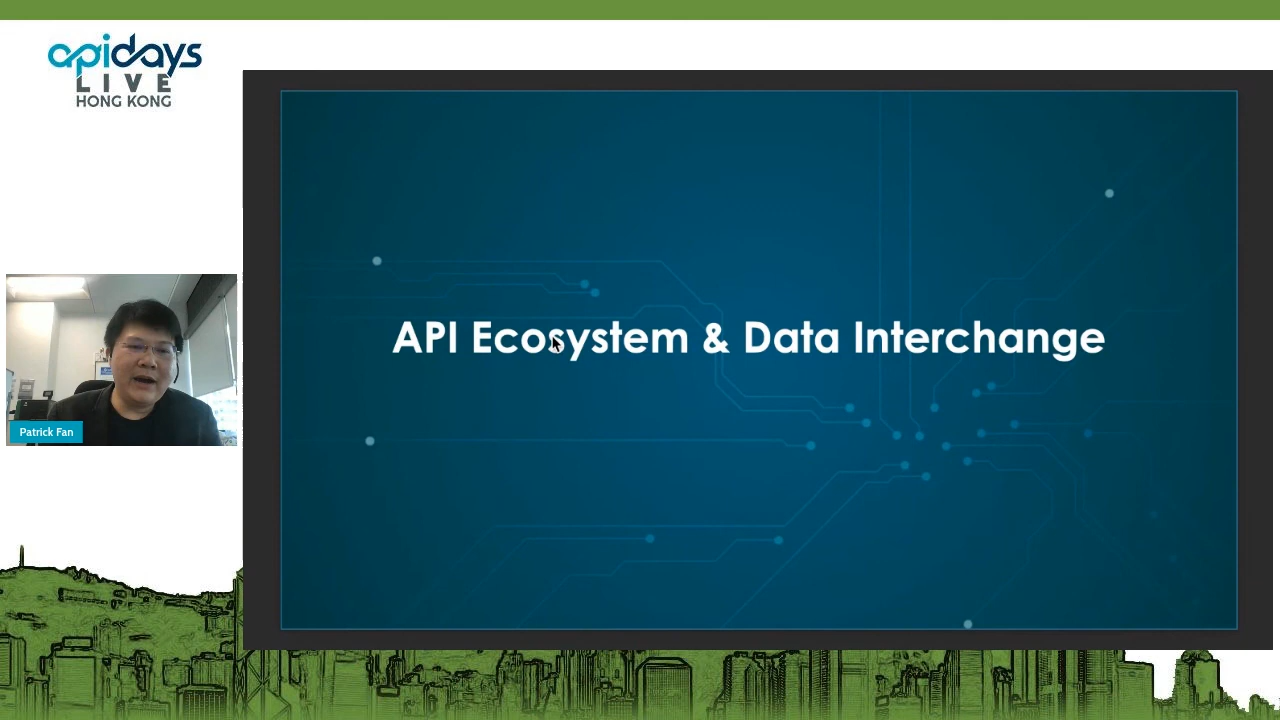 apidays
LIVE
HONG KONG
API Ecosystem & Data Interchange
Patrick Fan